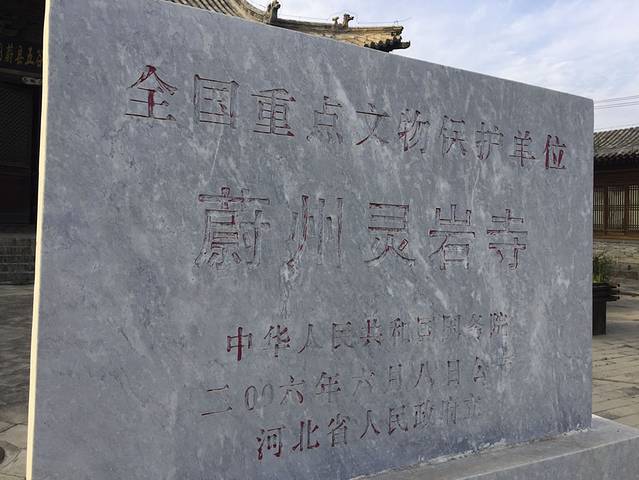 全国重点文物保护单位
蔚州灵岩寺
中华人民共和国国务院
二00六年六月八日公布
河北省人民政府立